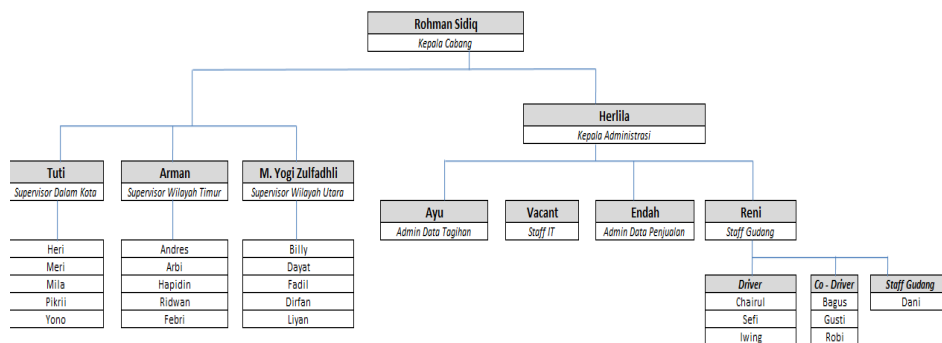 Rohman Sidiq
Kepala Cabang
Herlila
Kepala Administrasi
Tuti
Supervisor Dalam Kota
Arman
Supervisor Wilayah Timur
M. Yogi Zulfadhli
Supervisor Wilayah Utara
Ayu
Admin Data Tagihan
Vacant
Staff IT
Endah
Admin Data Penjualan
Reni
Staff Gudang
Heri
Meri
Mila
Pikrii
Yono
Andres
Arbi
Hapidin
Ridwan
Febri
Billy
Dayat
Fadil
Dirfan
Liyan
Driver
Chairul
Sefi
Iwing
Co - Driver
Bagus
Gusti
Robi
Staff Gudang
Dani